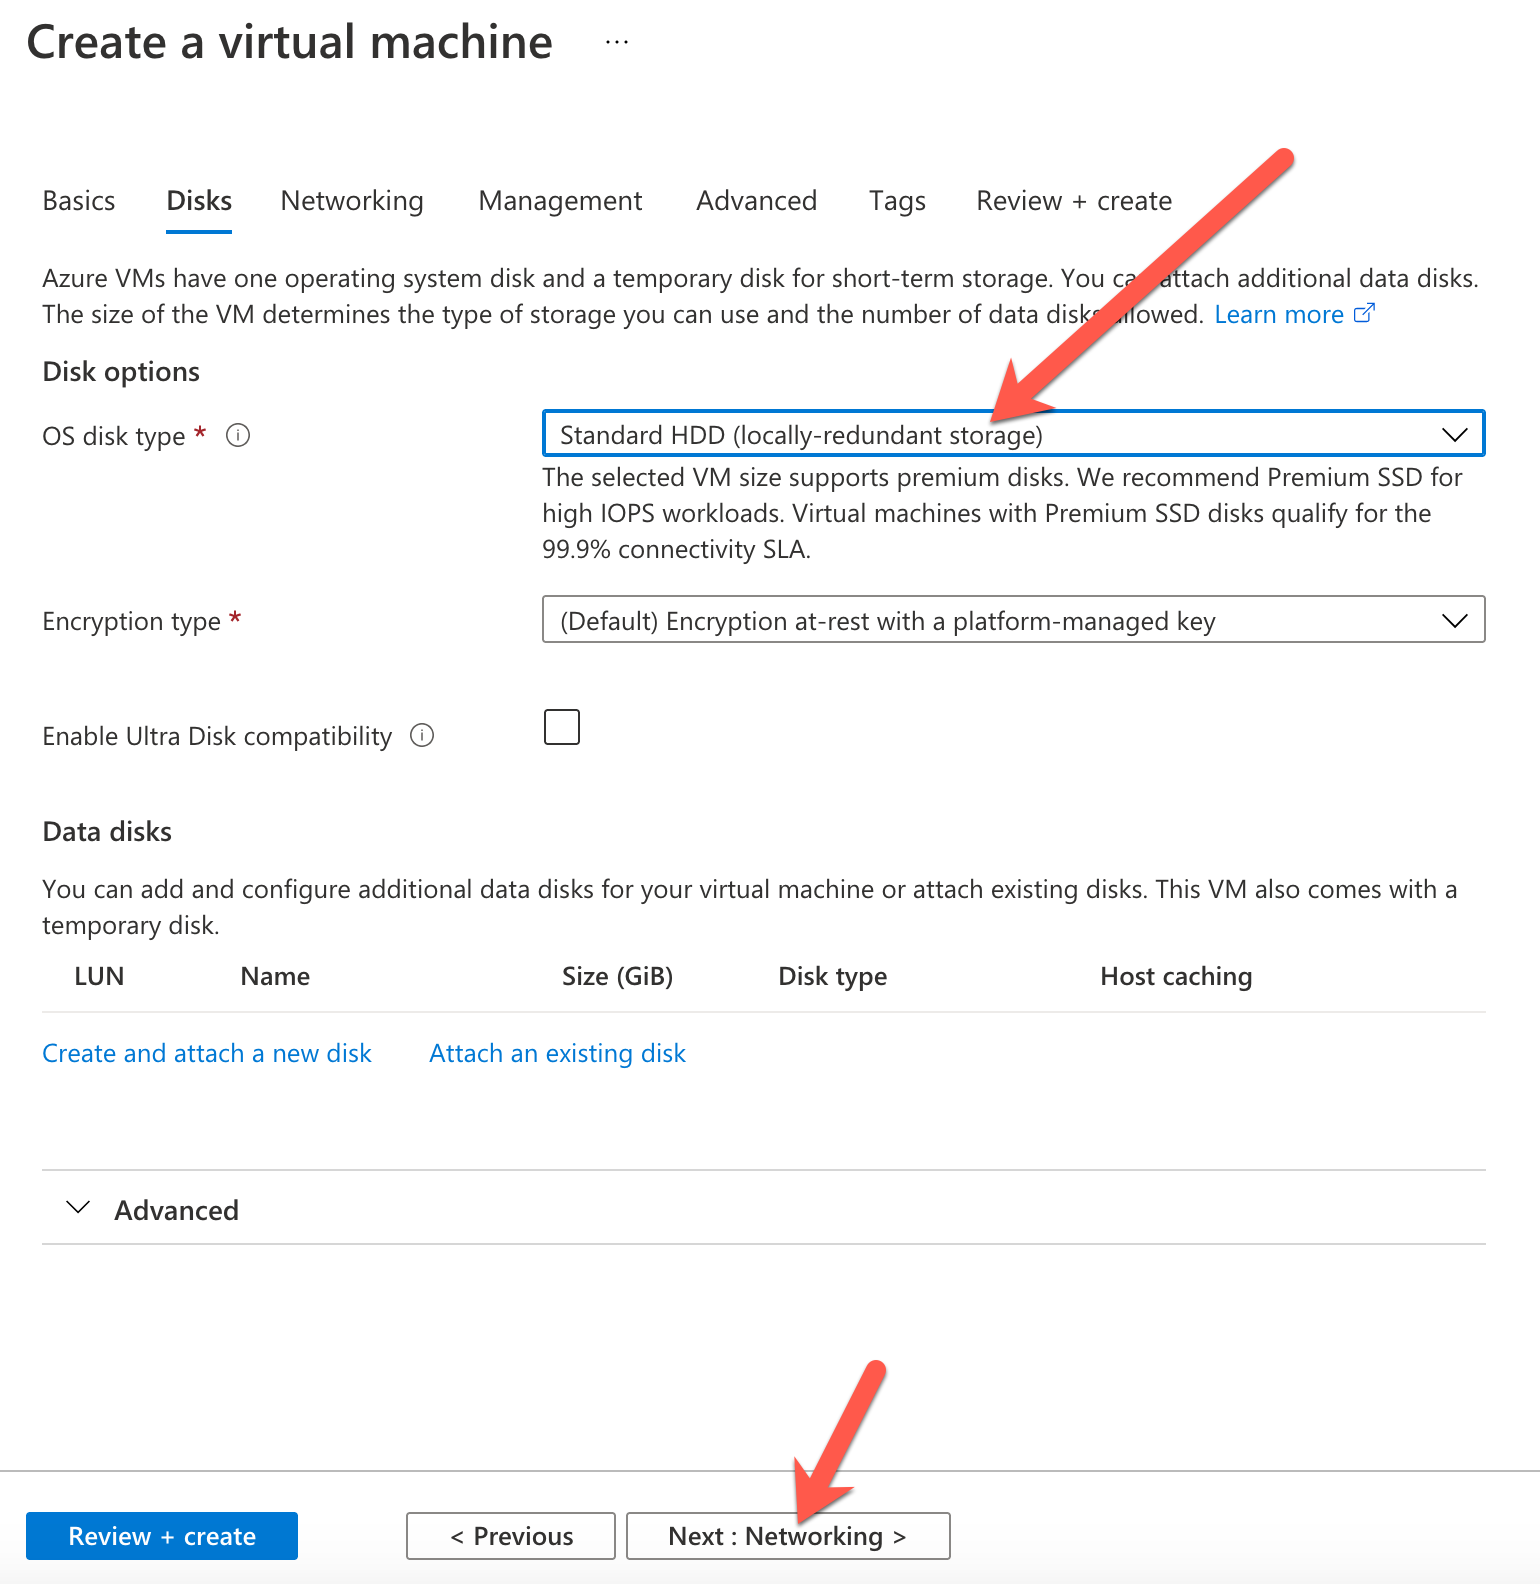 Create a virtual machine ...
Basics Disks Networking Management Advanced Tags Review + create
Azure VMs have one operating system disk and a temporary disk for short-term storage. You can attach additional data disks.
The size of the VM determines the type of storage you can use and the number of data disks allowed. Learn more
Disk options
OS disk type * Standard HDD (locally-redundant storage)
The selected VM size supports premium disks. We recommend Premium SSD for
high IOPS workloads. Virtual machines with Premium SSD disks qualify for the
99.9% connectivity SLA.
Encryption type * (Default) Encryption at-rest with a platform-managed key
Enable Ultra Disk compatibility
Data disks
You can add and configure additional data disks for your virtual machine or attach existing disks. This VM also comes with a
temporary disk.
LUN Name Size (GiB) Disk type Host caching
Create and attach a new disk Attach an existing disk
Advanced
Review + create < Previous Next : Networking >